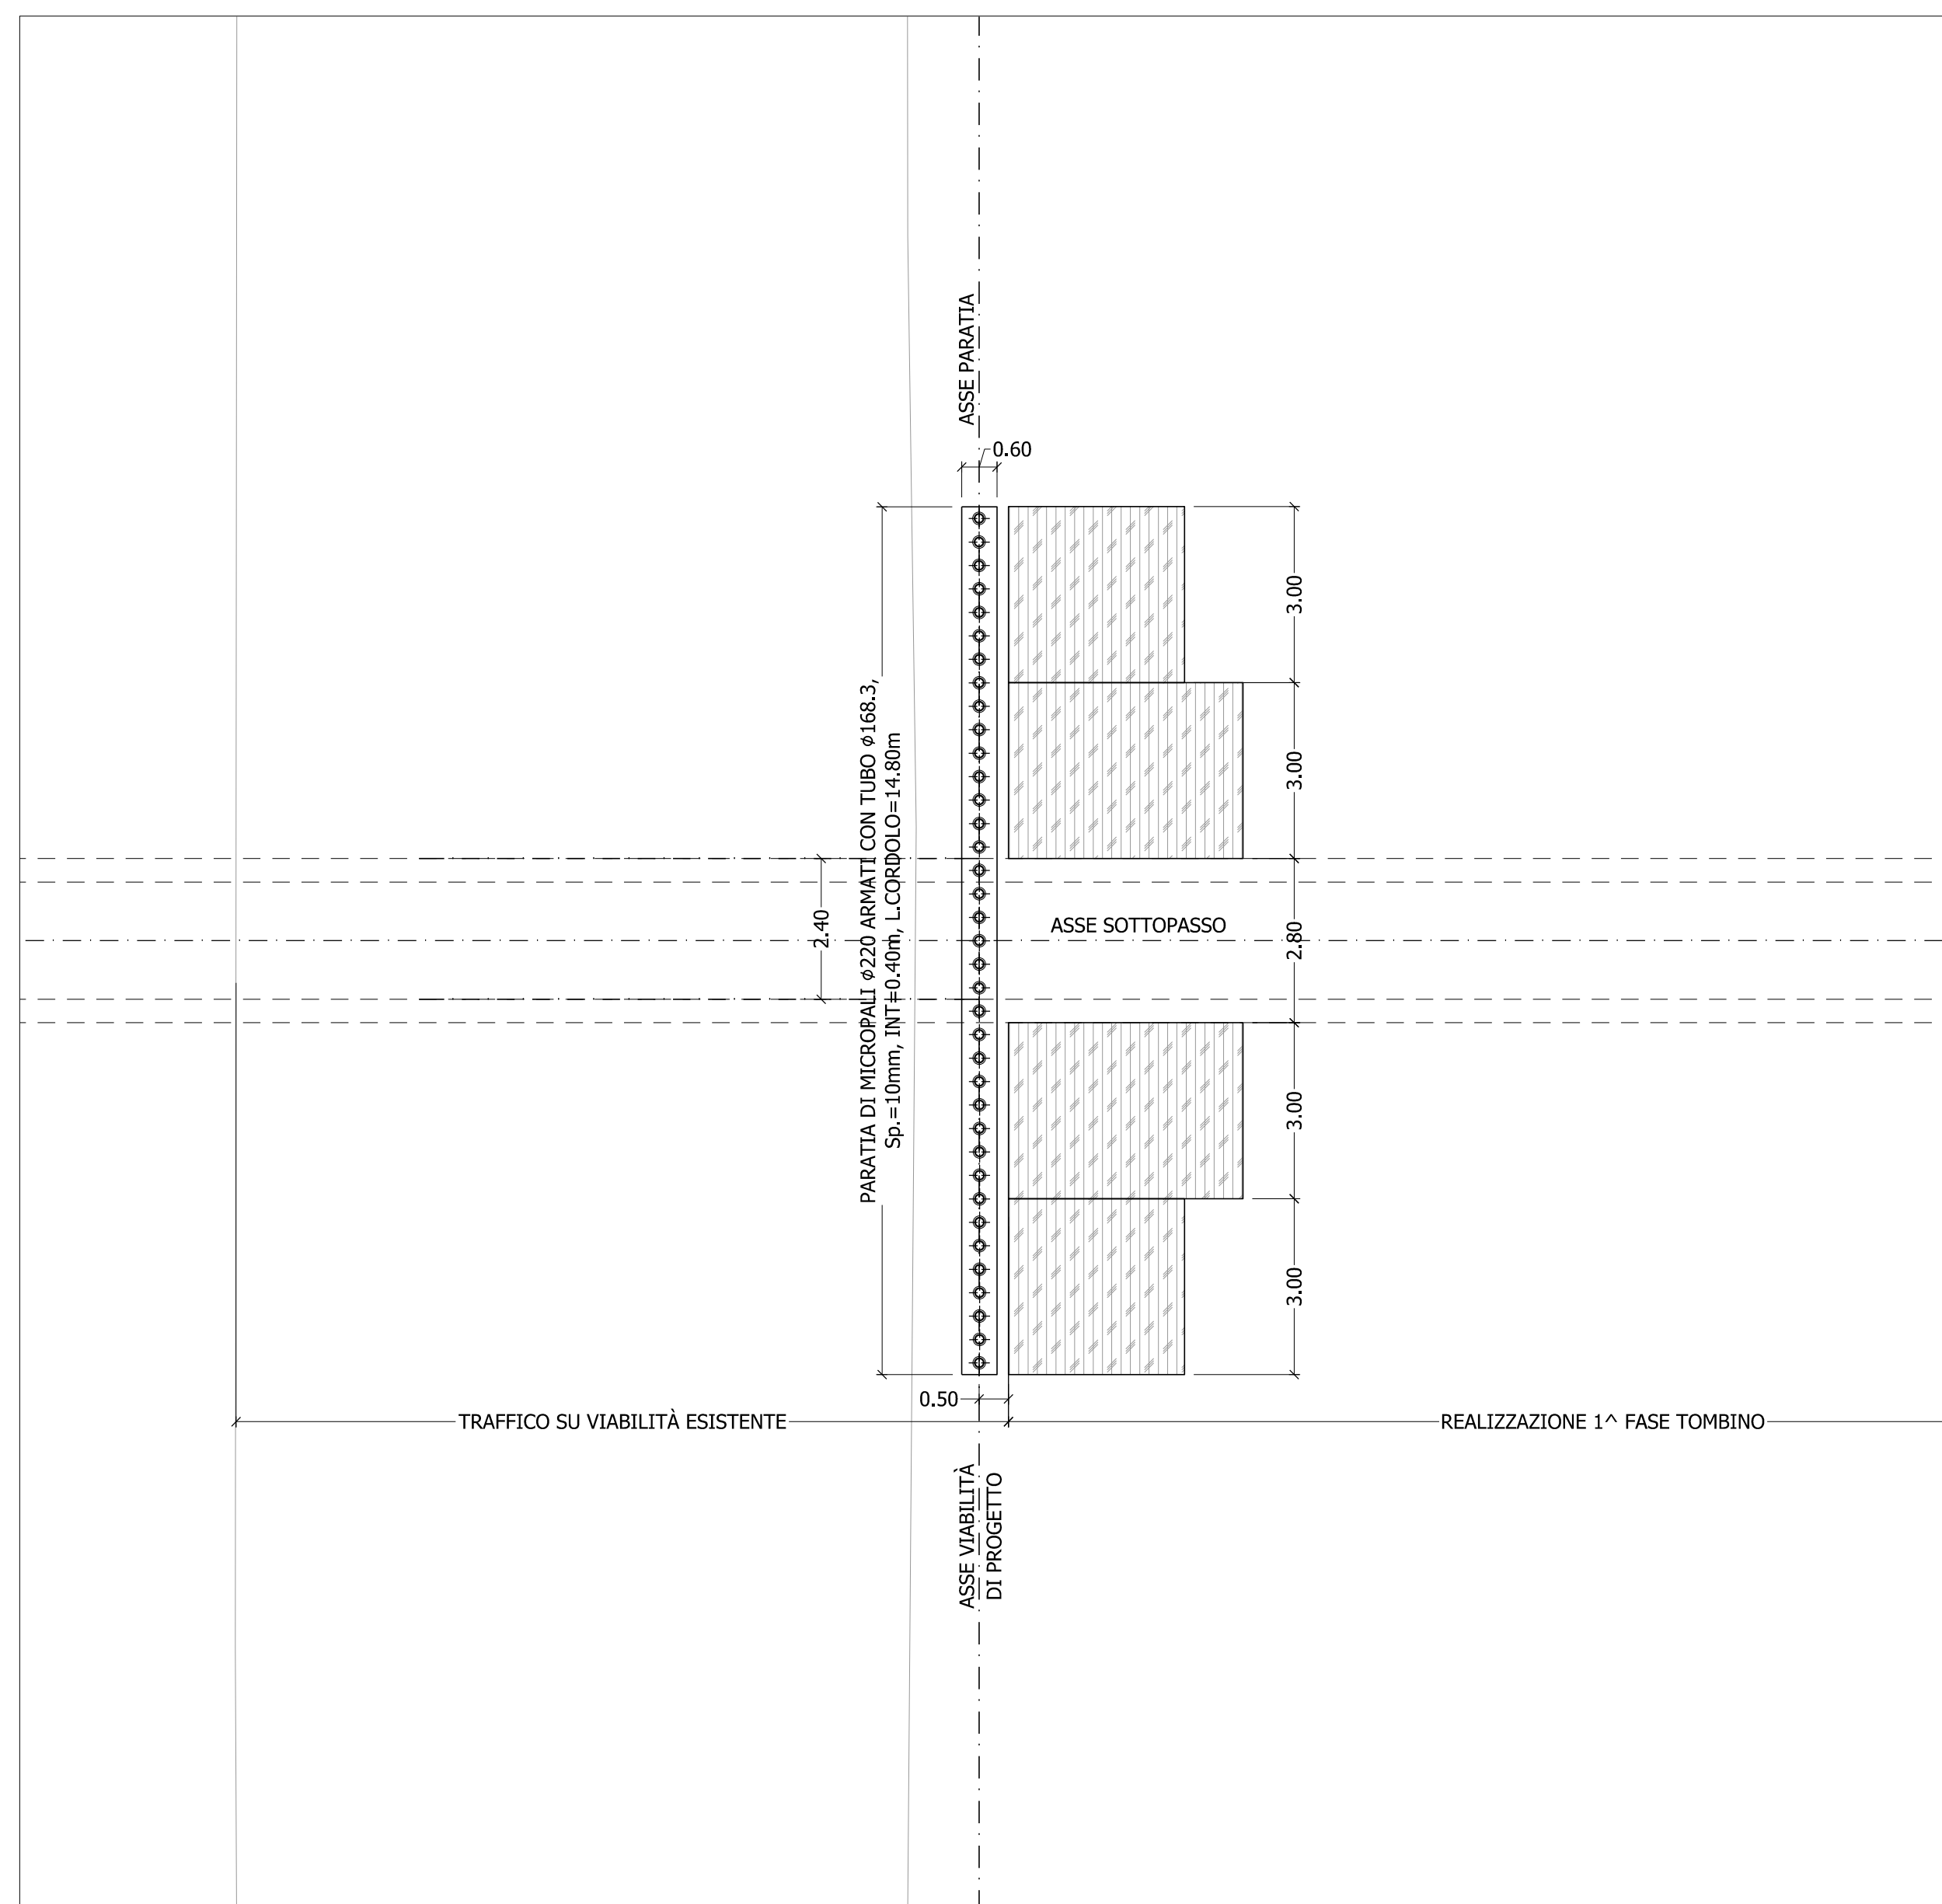 ASSE PARATIA
0.60
3.00
3.00
PARATIA DI MICROPALI ϕ220 ARMATI CON TUBO ϕ168.3,
Sp.=10mm, INT=0.40m, L.CORDOLO=14.80m
2.40
ASSE SOTTOPASSO
2.80
3.00
3.00
0.50
TRAFFICO SU VIABILITÀ ESISTENTE
REALIZZAZIONE 1^ FASE TOMBINO
ASSE VIABILITÀ
DI PROGETTO